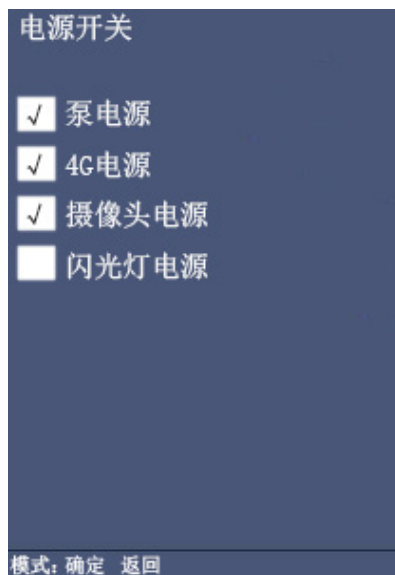 电源开关
√ 泵电源
√ 4G电源
√ 摄像头电源
闪光灯电源
模式：确定 返回